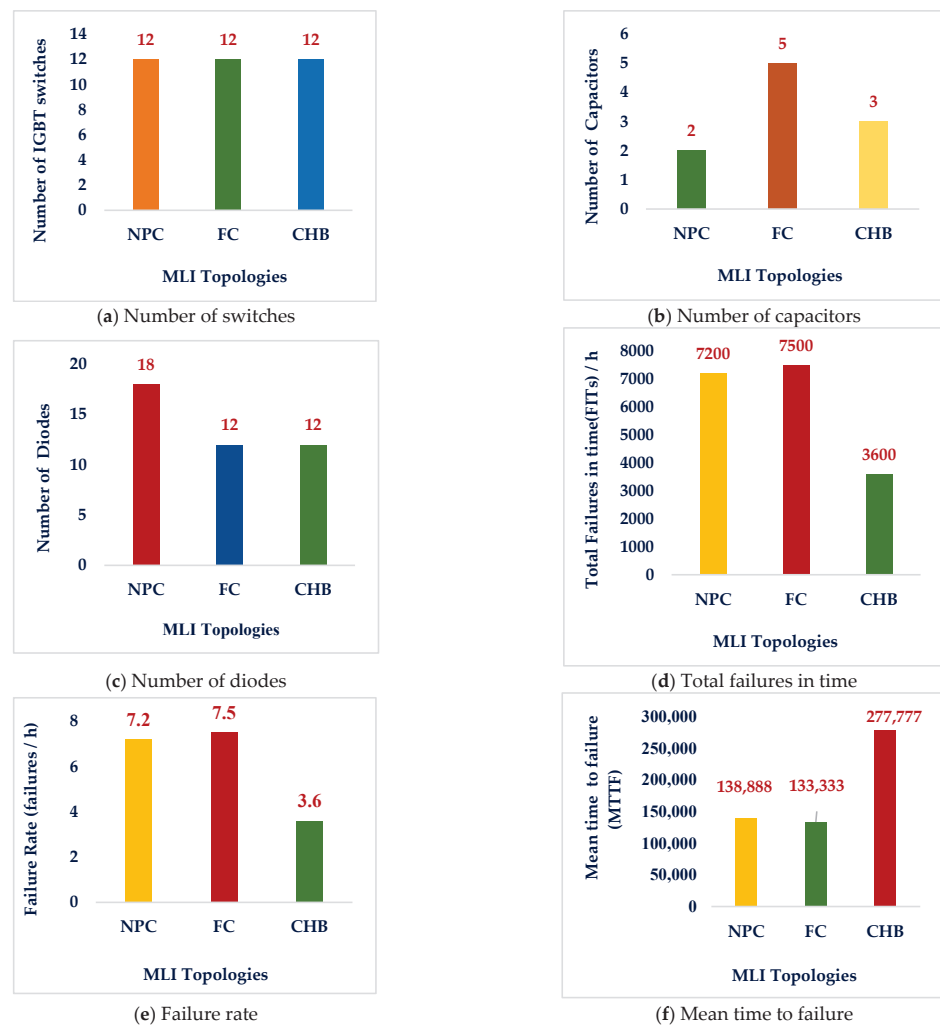 Number of IGBT switches
14
12
10
8
6
4
2
0
12 12 12
NPC FC CHB
MLI Topologies
(a) Number of switches
Number of Capacitors
6
5
4
3
2
1
0
2 5 3
NPC FC CHB
MLI Topologies
(b) Number of capacitors
Number of Diodes
20
15
10
5
0
18 12 12
NPC FC CHB
MLI Topologies
(c) Number of diodes
Total Failures in time(FITs) / h
8000
7000
6000
5000
4000
3000
2000
1000
0
7200 7500 3600
NPC FC CHB
MLI Topologies
(d) Total failures in time
Failure Rate (failures / h)
8
6
4
2
0
7.2 7.5 3.6
NPC FC CHB
MLI Topologies
(e) Failure rate
Mean time to failure
(MTTF)
300,000
250,000
200,000
150,000
100,000
50,000
0
138,888 133,333 277,777
NPC FC CHB
MLI Topologies
(f) Mean time to failure